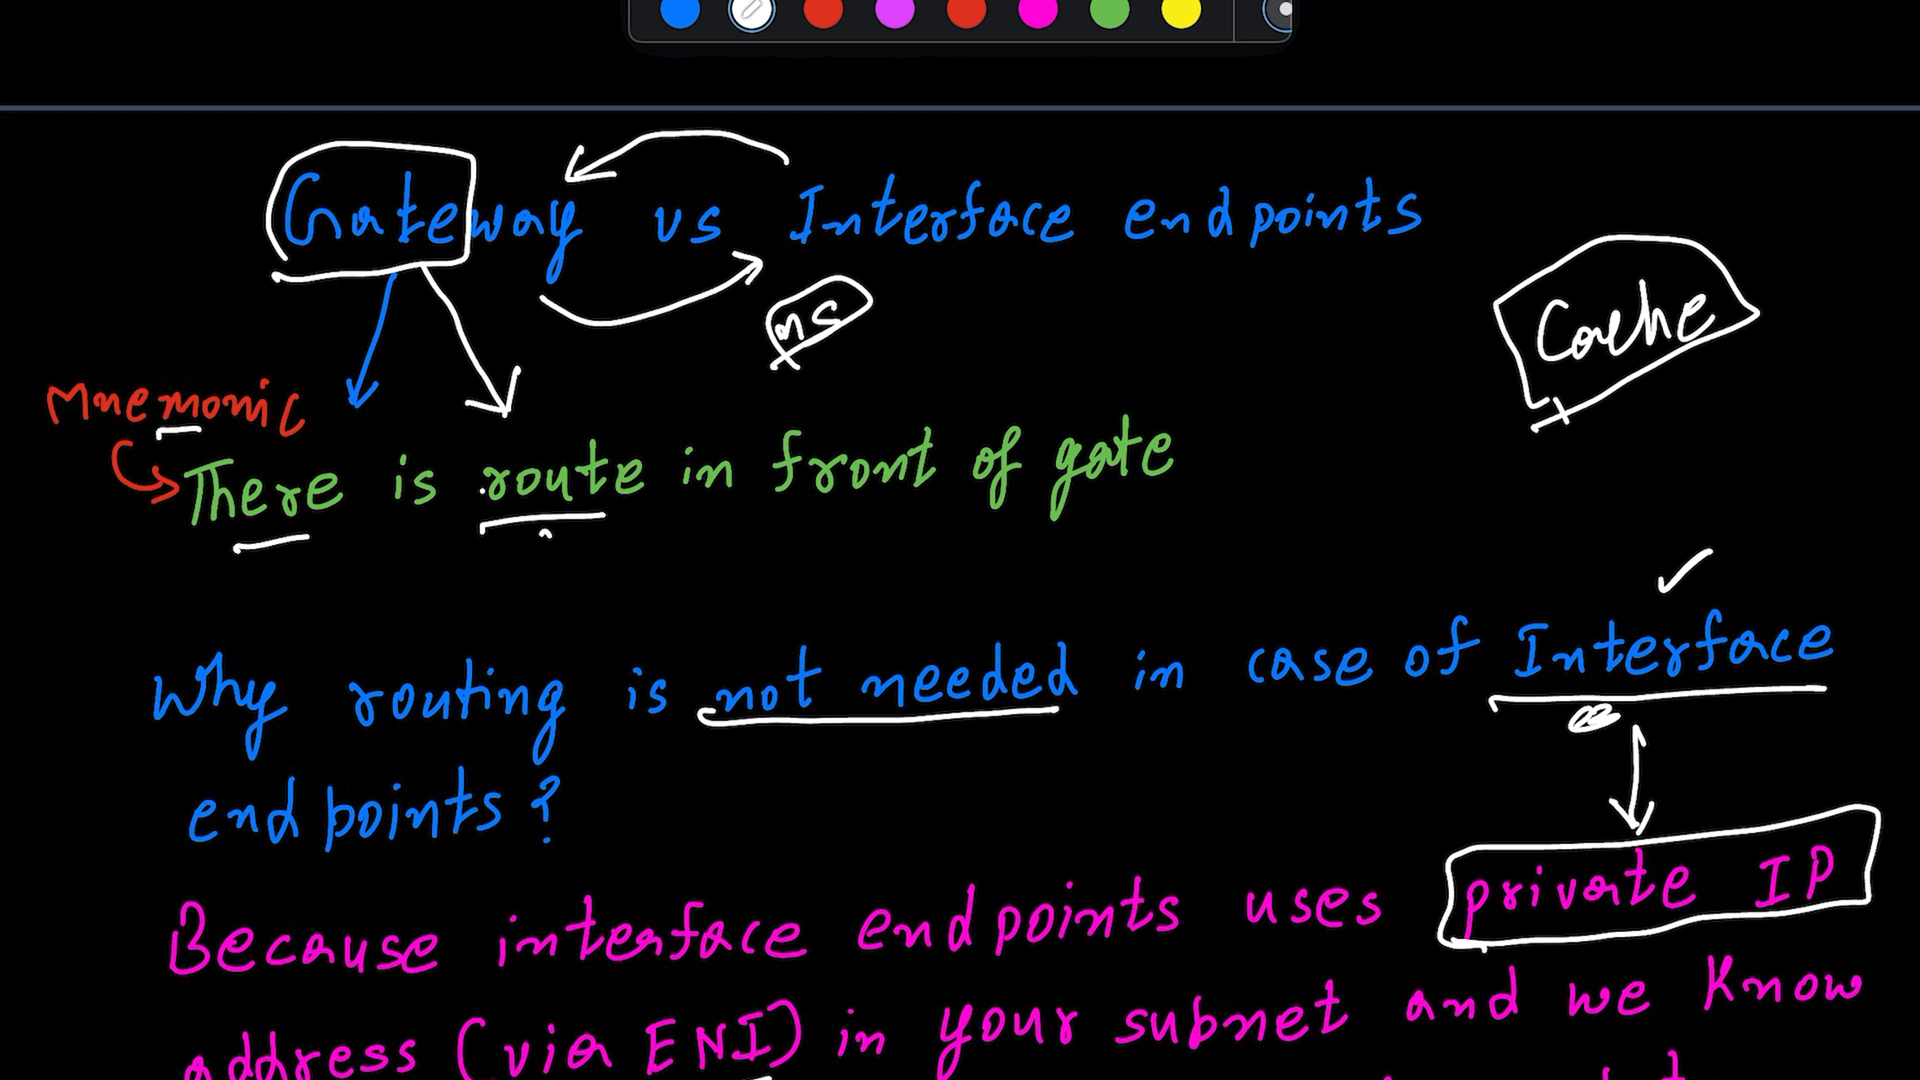 Gateway vs Interface endpoints
ns
Cache
Mnemonic
There is route in front of gate
Why routing is not needed in case of Interface
endpoints?
Because interface endpoints uses private IP
address (via ENI) in your subnet and we know